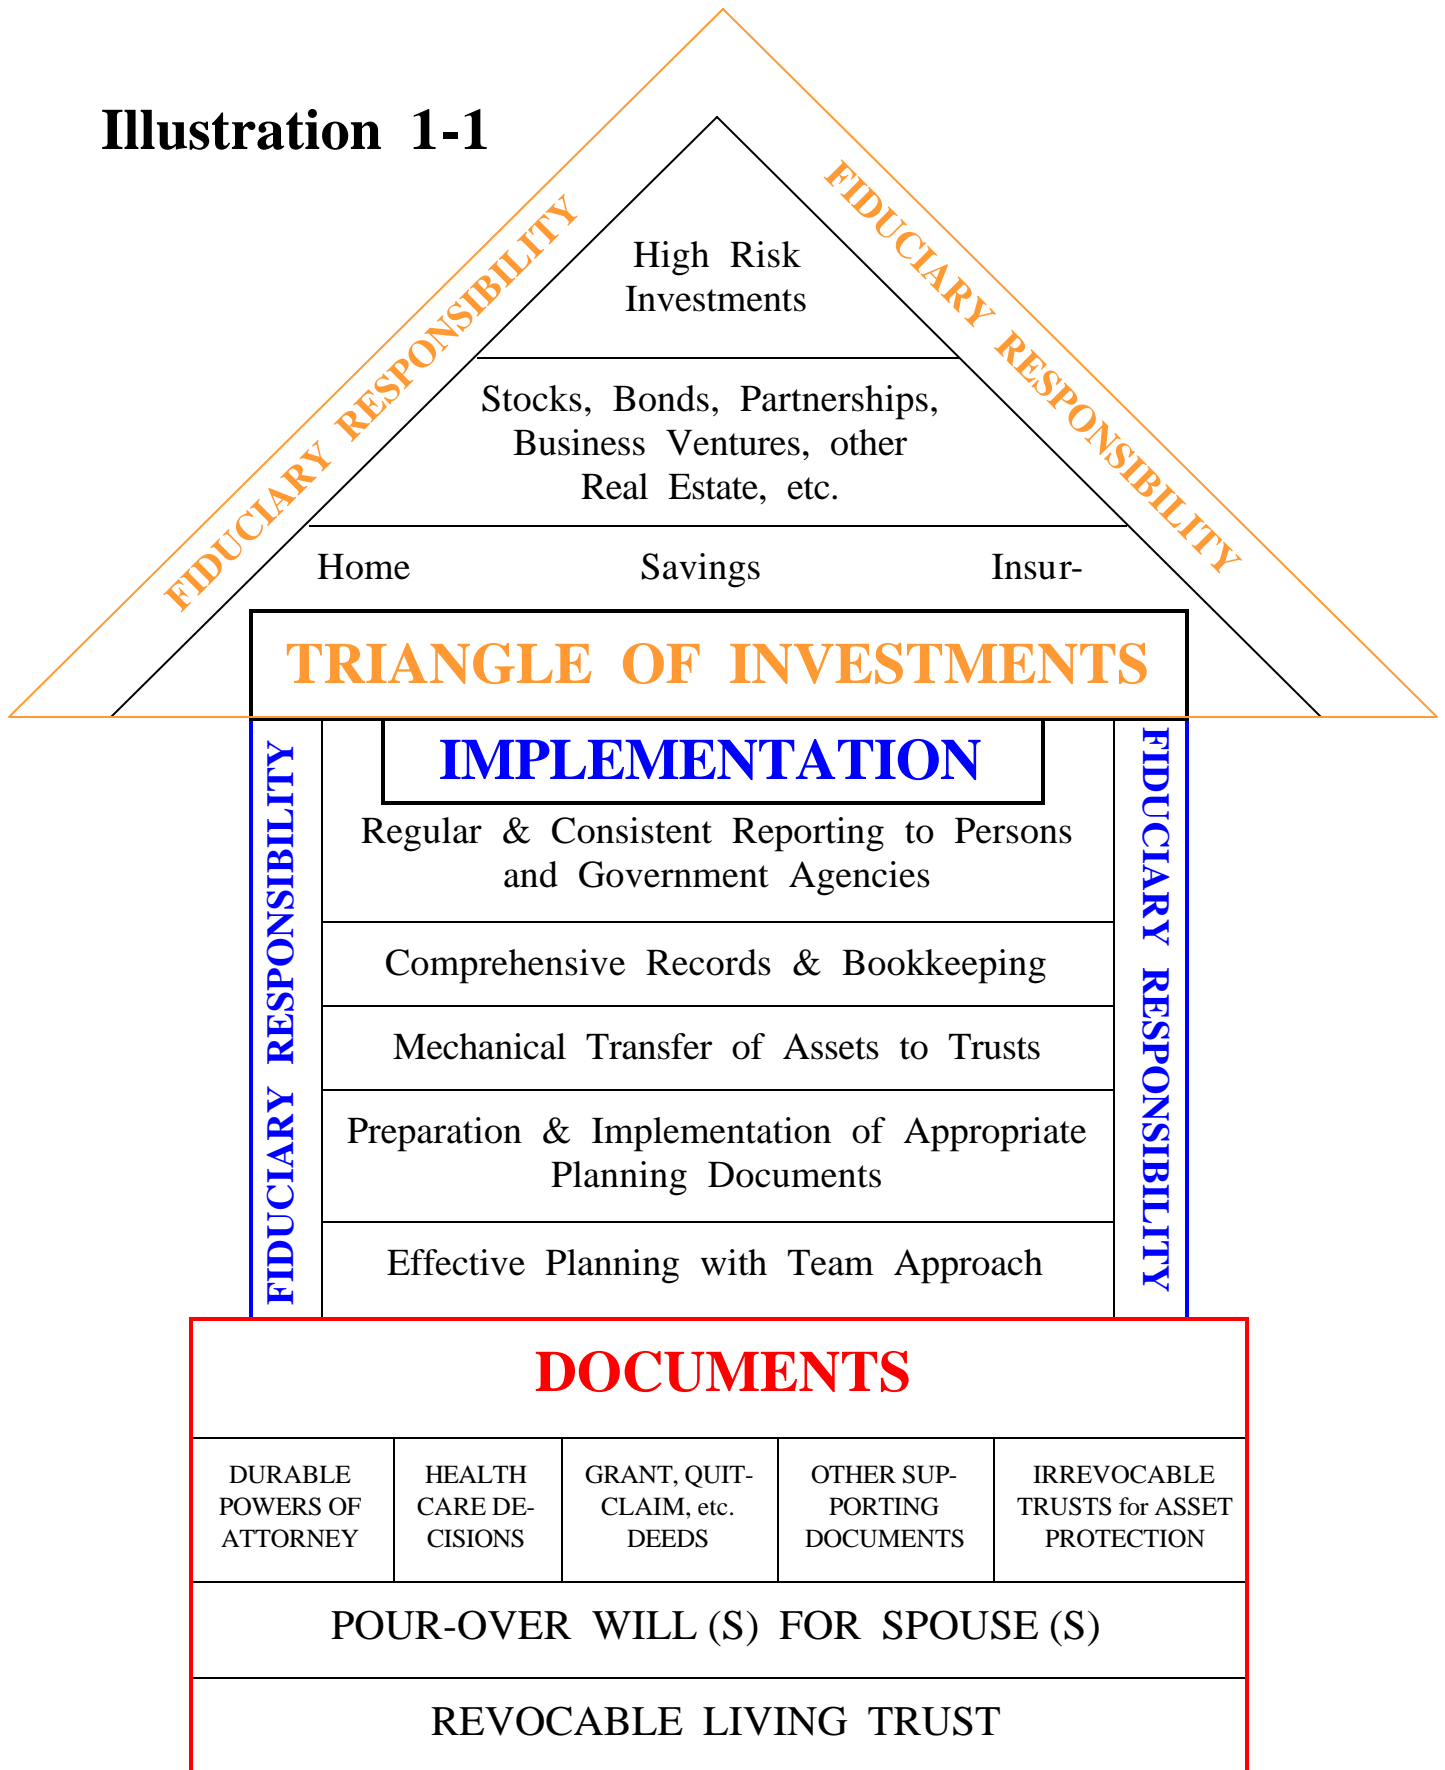 Illustration 1-1
FIDUCIARY RESPONSIBILITY
FIDUCIARY RESPONSIBILITY
High Risk
Investments
Stocks, Bonds, Partnerships,
Business Ventures, other
Real Estate, etc.
Home Savings Insur-
TRIANGLE OF INVESTMENTS
IMPLEMENTATION
FIDUCIARY RESPONSIBILITY
FIDUCIARY RESPONSIBILITY
Regular & Consistent Reporting to Persons
and Government Agencies
Comprehensive Records & Bookkeeping
Mechanical Transfer of Assets to Trusts
Preparation & Implementation of Appropriate
Planning Documents
Effective Planning with Team Approach
DOCUMENTS
DURABLE
POWERS OF
ATTORNEY
HEALTH
CARE DE-
CISIONS
GRANT, QUIT-
CLAIM, etc.
DEEDS
OTHER SUP-
PORTING
DOCUMENTS
IRREVOCABLE
TRUSTS for ASSET
PROTECTION
POUR-OVER WILL (S) FOR SPOUSE (S)
REVOCABLE LIVING TRUST